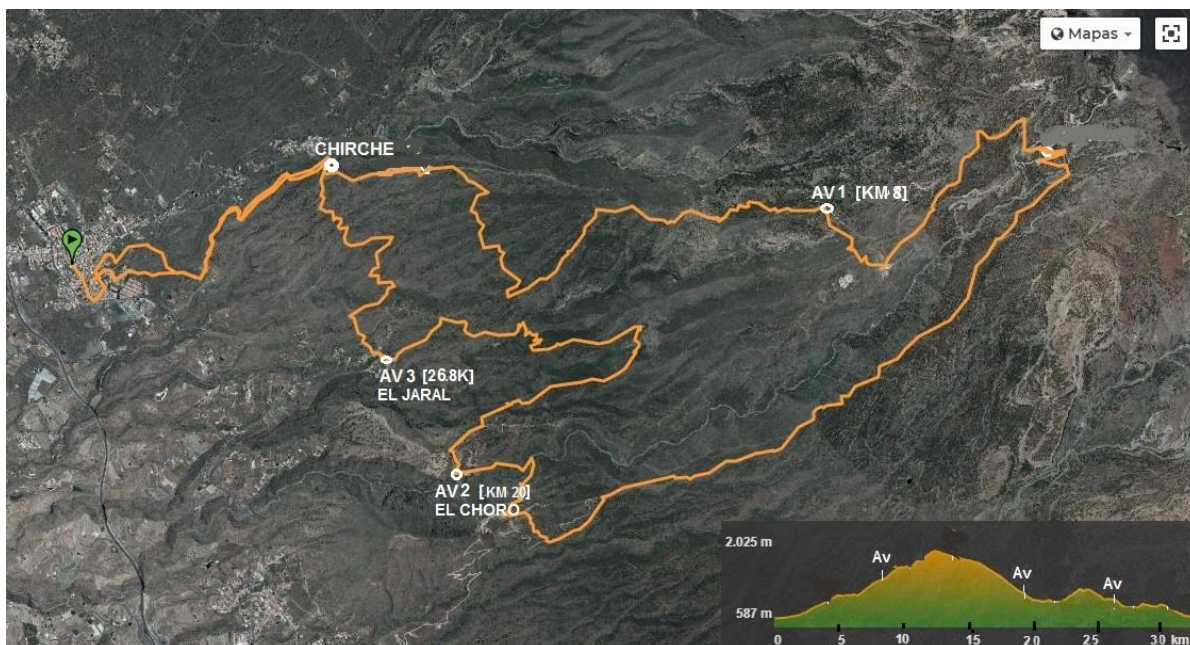 Mapas
CHIRCHE
AV 1 [KM 8]
AV 3 [26.8K]
EL JARAL
AV 2 [KM 20]
EL CHORO
2.025 m
Av
Av
Av
587 m
0 5 10 15 20 25 30 km